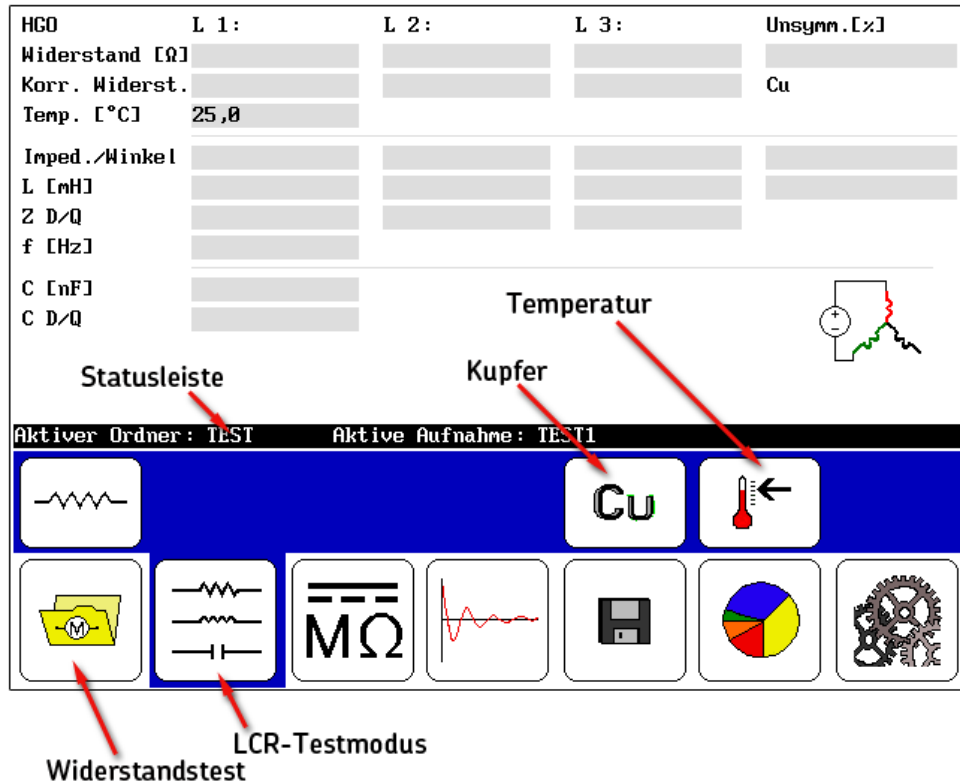 HGO L 1: L 2: L 3: Unsymm.[%]
Widerstand [Ω]
Korr. Widerst. Cu
Temp. [°C] 25,0
Imped./Winkel
L [mH]
Z D/Q
f [Hz]
C [nF]
C D/Q
Temperatur
Kupfer
Statusleiste
Aktiver Ordner: TEST Aktive Aufnahme: TEST1
Cu
M
MΩ
LCR-Testmodus
Widerstandstest